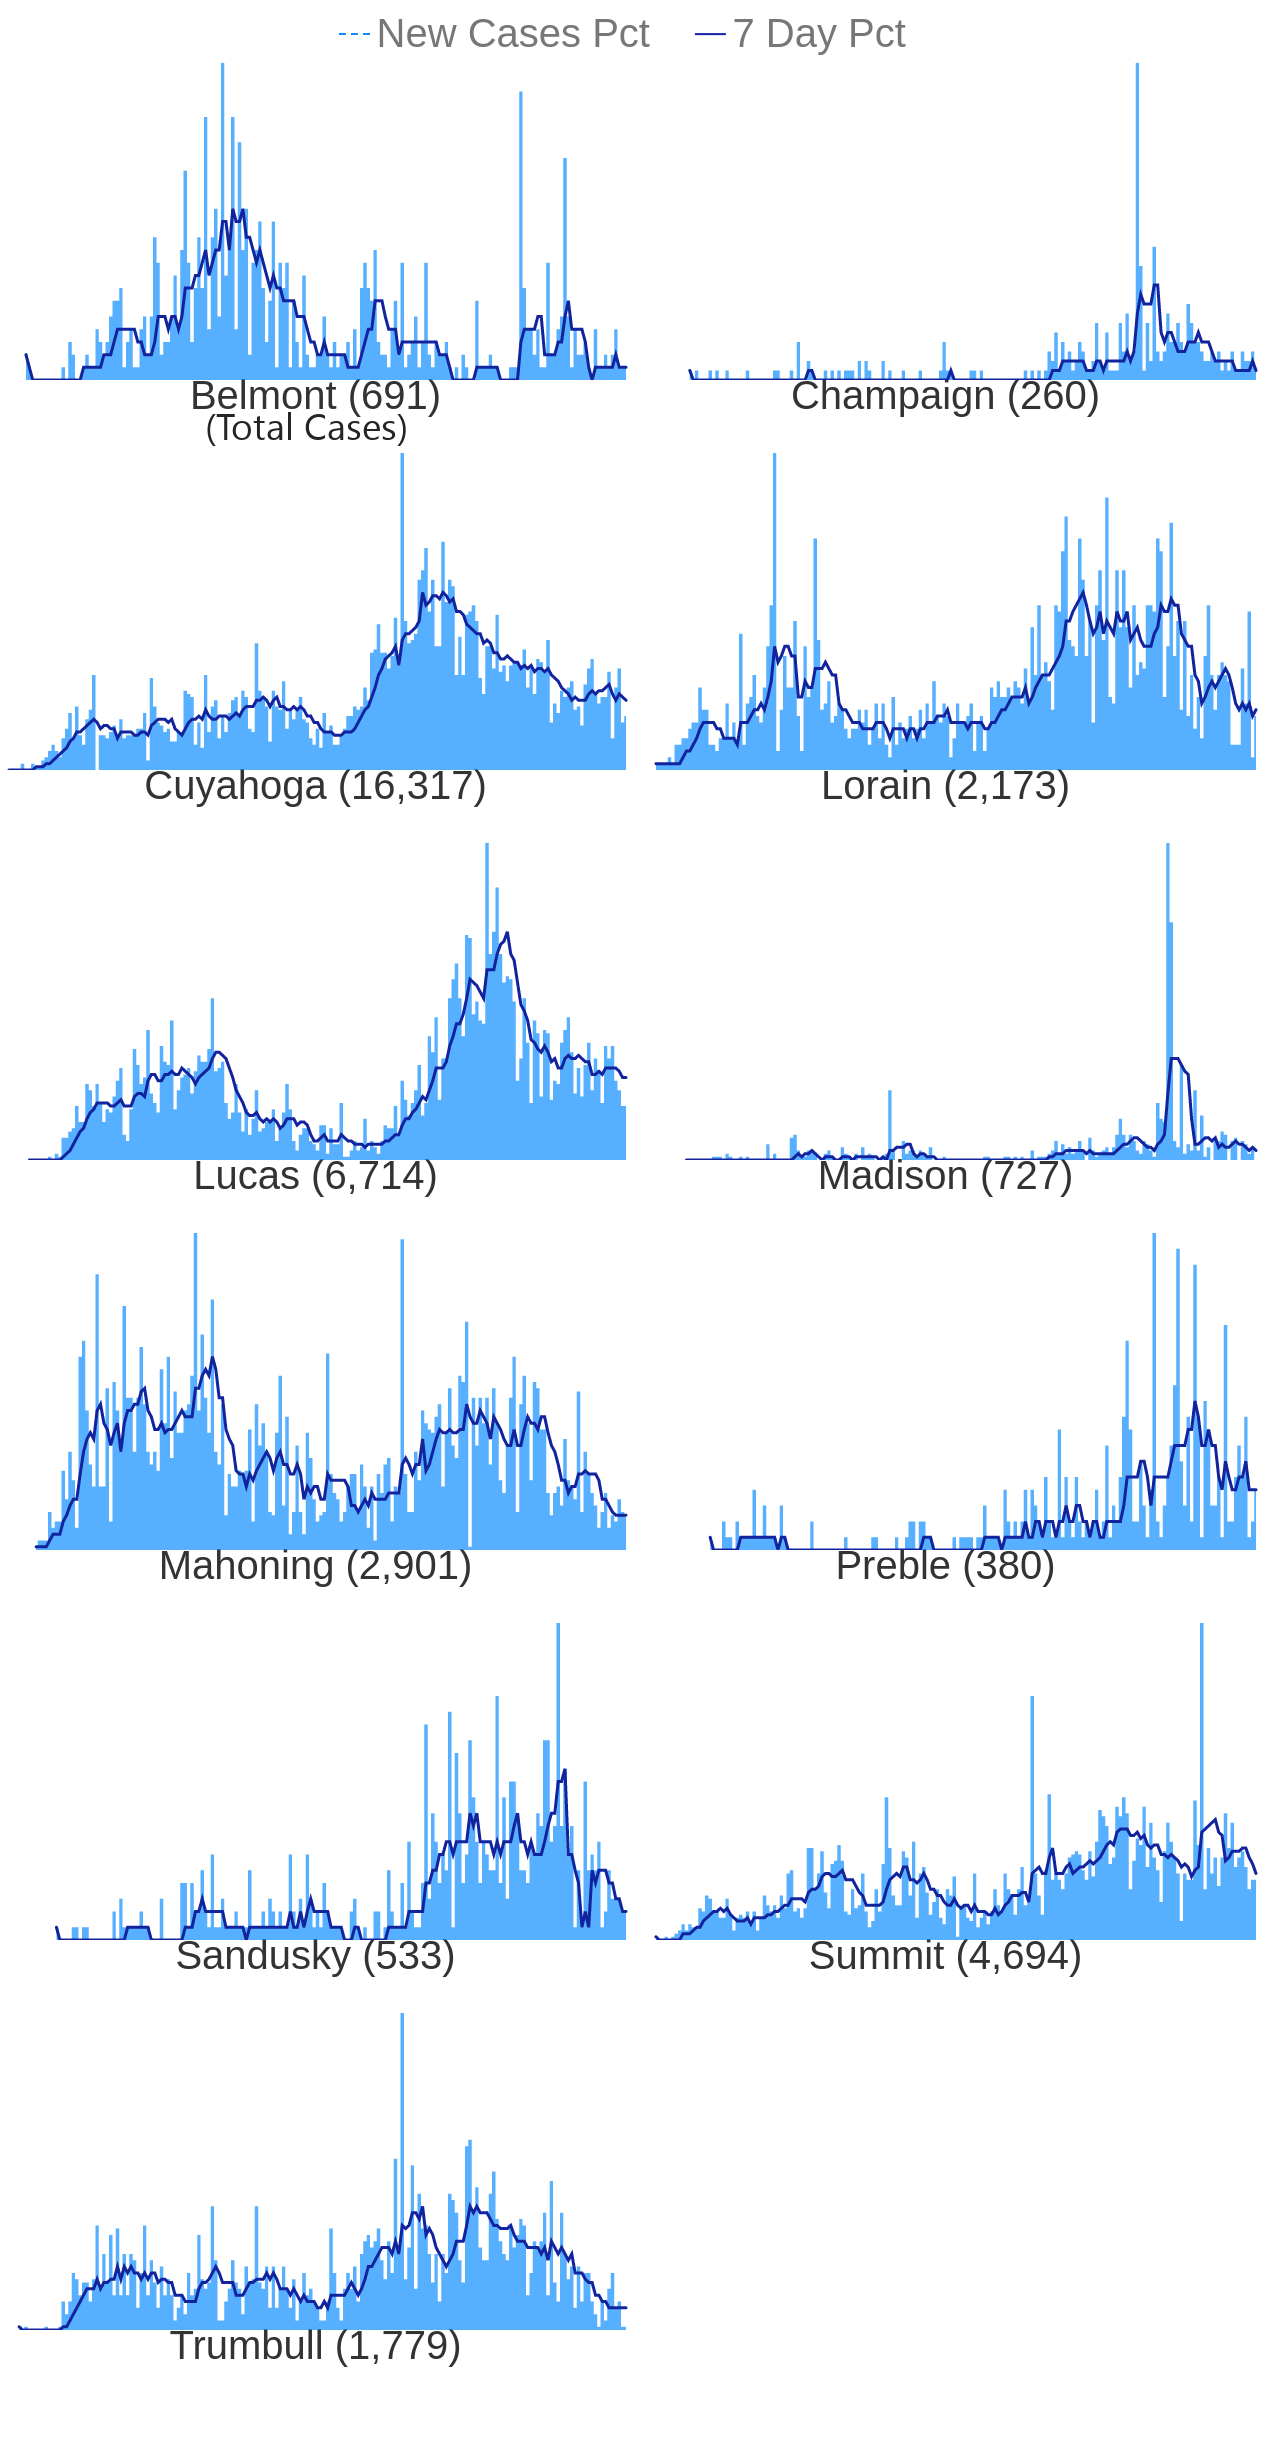 New Cases Pct 7 Day Pct
Belmont (691)
(Total Cases)
Champaign (260)
Cuyahoga (16,317)
Lorain (2,173)
Lucas (6,714)
Madison (727)
Mahoning (2,901)
Preble (380)
Sandusky (533)
Summit (4,694)
Trumbull (1,779)